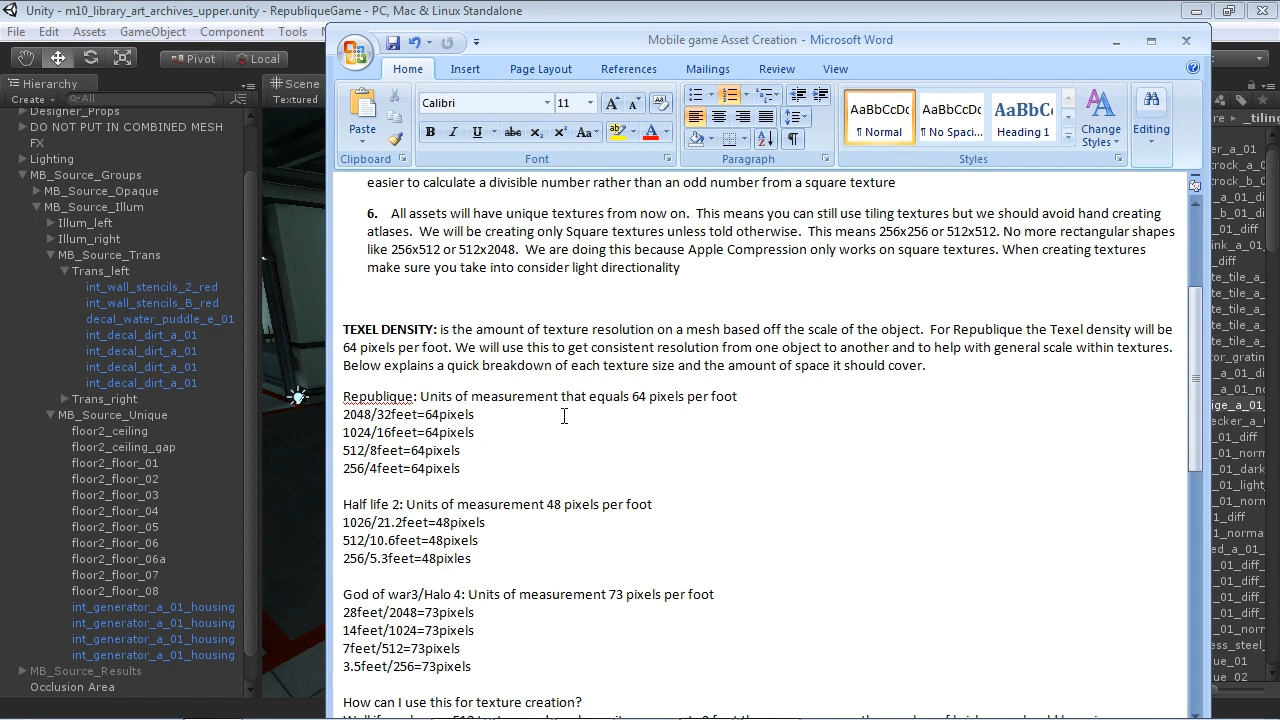 Unity - m10_library_art_archives_upper.unity - RepubliqueGame - PC, Mac & Linux Standalone
File Edit Assets GameObject Component Tools
Pivot Local
Hierarchy
Scene
Create
All
Textured
Designer_Props
DO NOT PUT IN COMBINED MESH
FX
Lighting
MB_Source_Groups
MB_Source_Opaque
MB_Source_Illum
Illum_left
Illum_right
MB_Source_Trans
Trans_left
int_wall_stencils_2_red
int_wall_stencils_B_red
decal_water_puddle_e_01
int_decal_dirt_a_01
int_decal_dirt_a_01
int_decal_dirt_a_01
int_decal_dirt_a_01
Trans_right
MB_Source_Unique
floor2_ceiling
floor2_ceiling_gap
floor2_floor_01
floor2_floor_02
floor2_floor_03
floor2_floor_04
floor2_floor_05
floor2_floor_06
floor2_floor_06a
floor2_floor_07
floor2_floor_08
int_generator_a_01_housing
int_generator_a_01_housing
int_generator_a_01_housing
int_generator_a_01_housing
MB_Source_Results
Occlusion Area
Mobile game Asset Creation - Microsoft Word
Home Insert Page Layout References Mailings Review View
Paste
Calibri 11
AaBbCcDc AaBbCcDc AaBbC
¶ Normal ¶ No Spaci... Heading 1
Change Styles
Editing
Clipboard Font Paragraph Styles
easier to calculate a divisible number rather than an odd number from a square texture
6. All assets will have unique textures from now on. This means you can still use tiling textures but we should avoid hand creating
atlases. We will be creating only Square textures unless told otherwise. This means 256x256 or 512x512. No more rectangular shapes
like 256x512 or 512x2048. We are doing this because Apple Compression only works on square textures. When creating textures
make sure you take into consider light directionality
TEXEL DENSITY: is the amount of texture resolution on a mesh based off the scale of the object. For Republique the Texel density will be
64 pixels per foot. We will use this to get consistent resolution from one object to another and to help with general scale within textures.
Below explains a quick breakdown of each texture size and the amount of space it should cover.
Republique: Units of measurement that equals 64 pixels per foot
2048/32feet=64pixels
1024/16feet=64pixels
512/8feet=64pixels
256/4feet=64pixels
Half life 2: Units of measurement 48 pixels per foot
1026/21.2feet=48pixels
512/10.6feet=48pixels
256/5.3feet=48pixles
God of war3/Halo 4: Units of measurement 73 pixels per foot
28feet/2048=73pixels
14feet/1024=73pixels
7feet/512=73pixels
3.5feet/256=73pixels
How can I use this for texture creation?